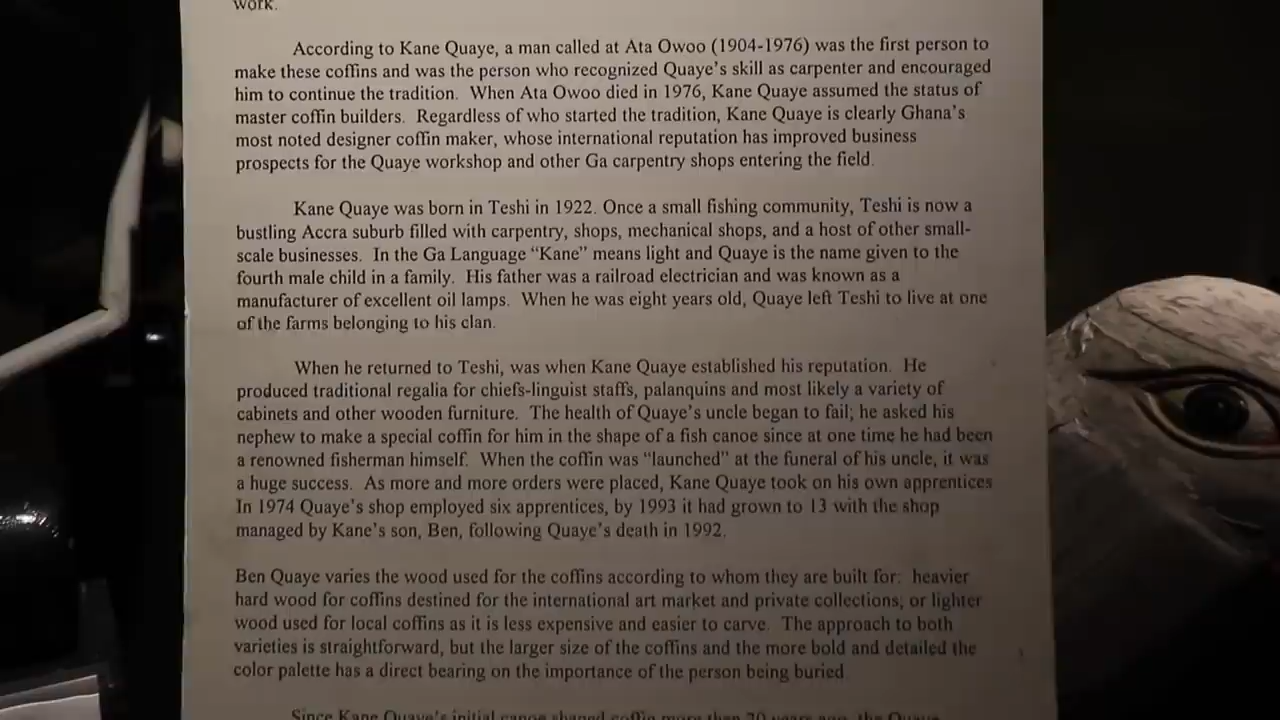 work.
According to Kane Quaye, a man called at Ata Owoo (1904-1976) was the first person to
make these coffins and was the person who recognized Quaye's skill as carpenter and encouraged
him to continue the tradition. When Ata Owoo died in 1976, Kane Quaye assumed the status of
master coffin builders. Regardless of who started the tradition, Kane Quaye is clearly Ghana's
most noted designer coffin maker, whose international reputation has improved business
prospects for the Quaye workshop and other Ga carpentry shops entering the field.
Kane Quaye was born in Teshi in 1922. Once a small fishing community, Teshi is now a
bustling Accra suburb filled with carpentry, shops, mechanical shops, and a host of other small-
scale businesses. In the Ga Language "Kane" means light and Quaye is the name given to the
fourth male child in a family. His father was a railroad electrician and was known as a
manufacturer of excellent oil lamps. When he was eight years old, Quaye left Teshi to live at one
of the farms belonging to his clan.
When he returned to Teshi, was when Kane Quaye established his reputation. He
produced traditional regalia for chiefs-linguist staffs, palanquins and most likely a variety of
cabinets and other wooden furniture. The health of Quaye's uncle began to fail; he asked his
nephew to make a special coffin for him in the shape of a fish canoe since at one time he had been
a renowned fisherman himself. When the coffin was "launched" at the funeral of his uncle, it was
a huge success. As more and more orders were placed, Kane Quaye took on his own apprentices
In 1974 Quaye's shop employed six apprentices, by 1993 it had grown to 13 with the shop
managed by Kane's son, Ben, following Quaye's death in 1992.
Ben Quaye varies the wood used for the coffins according to whom they are built for: heavier
hard wood for coffins destined for the international art market and private collections; or lighter
wood used for local coffins as it is less expensive and easier to carve. The approach to both
varieties is straightforward, but the larger size of the coffins and the more bold and detailed the
color palette has a direct bearing on the importance of the person being buried
Since Kane Quaye's initial canoe shaped coffin more than 20 years ago, the Quaye